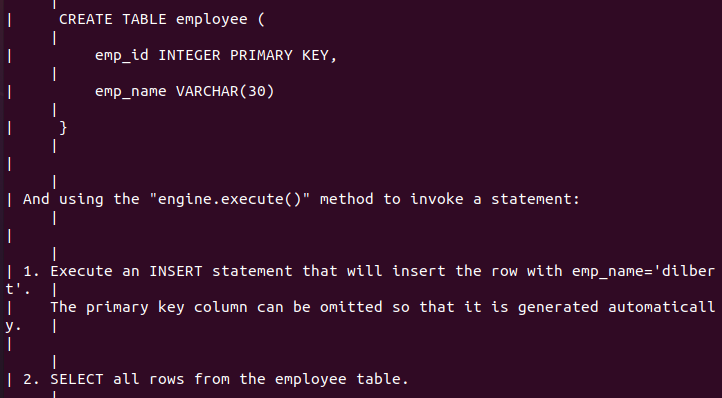 |
|     CREATE TABLE employee (
     |
|         emp_id INTEGER PRIMARY KEY,
     |
|         emp_name VARCHAR(30)
     |
|     }
     |
|
     |
| And using the "engine.execute()" method to invoke a statement:
     |
|
     |
| 1. Execute an INSERT statement that will insert the row with emp_name='dilber
t'.  |
|    The primary key column can be omitted so that it is generated automaticall
y.   |
|
     |
| 2. SELECT all rows from the employee table.
     |